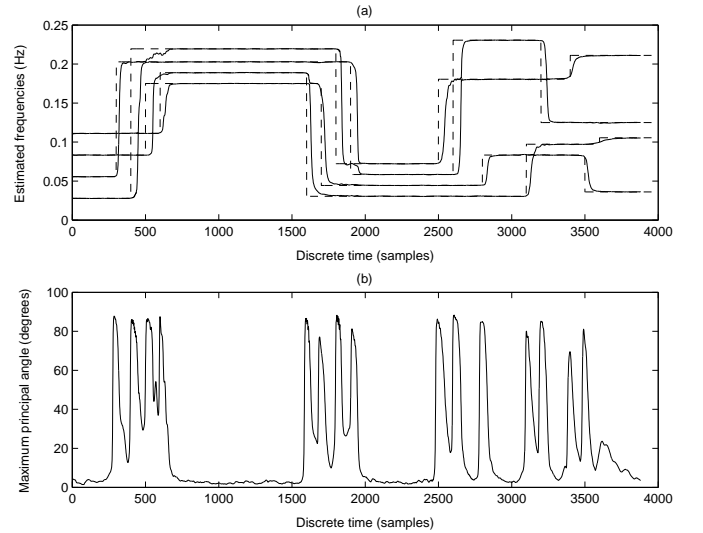 (a)
Estimated frequencies (Hz)
0.25
0.2
0.15
0.1
0.05
0
0 500 1000 1500 2000 2500 3000 3500 4000
Discrete time (samples)
(b)
Maximum principal angle (degrees)
100
80
60
40
20
0
0 500 1000 1500 2000 2500 3000 3500 4000
Discrete time (samples)